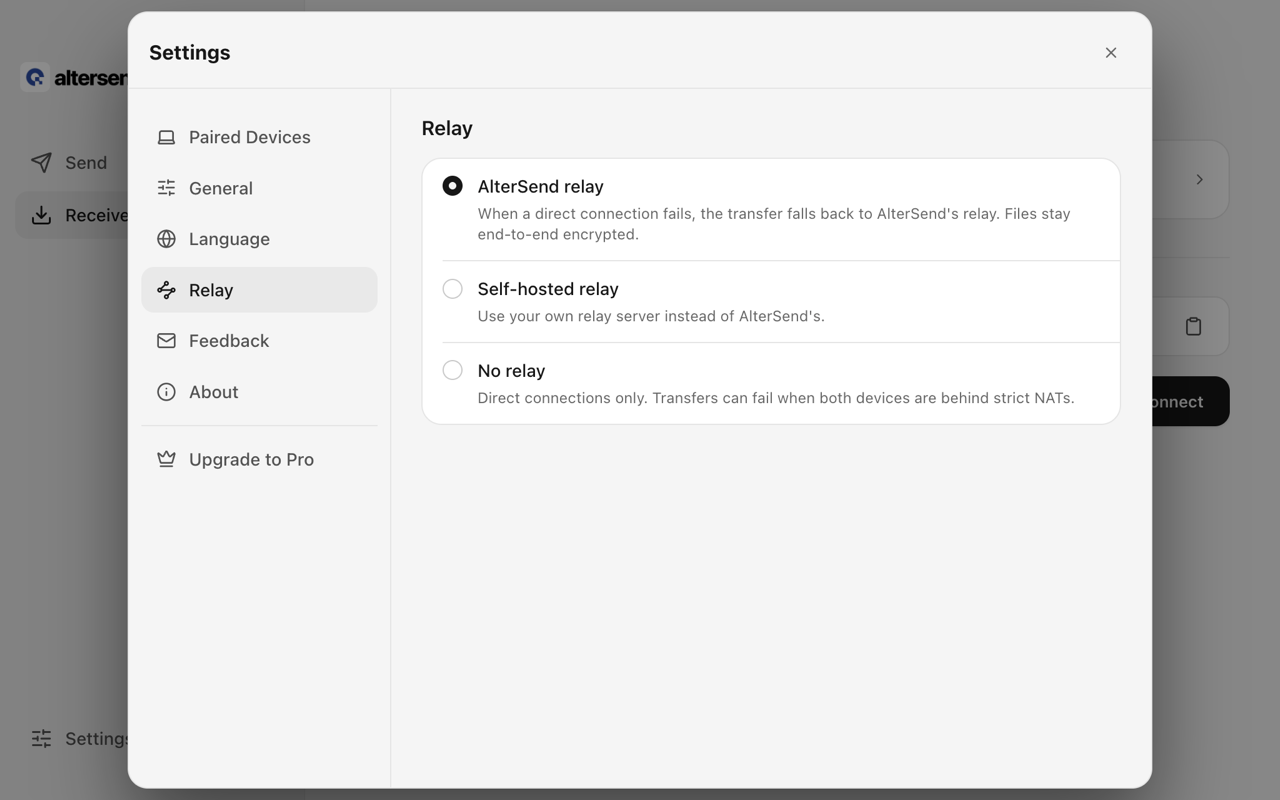 Settings
altersen
Send
Receive
Settings
onnect
Paired Devices
General
Language
Relay
Feedback
About
Upgrade to Pro
Relay
AlterSend relay
When a direct connection fails, the transfer falls back to AlterSend's relay. Files stay
end-to-end encrypted.
Self-hosted relay
Use your own relay server instead of AlterSend's.
No relay
Direct connections only. Transfers can fail when both devices are behind strict NATs.